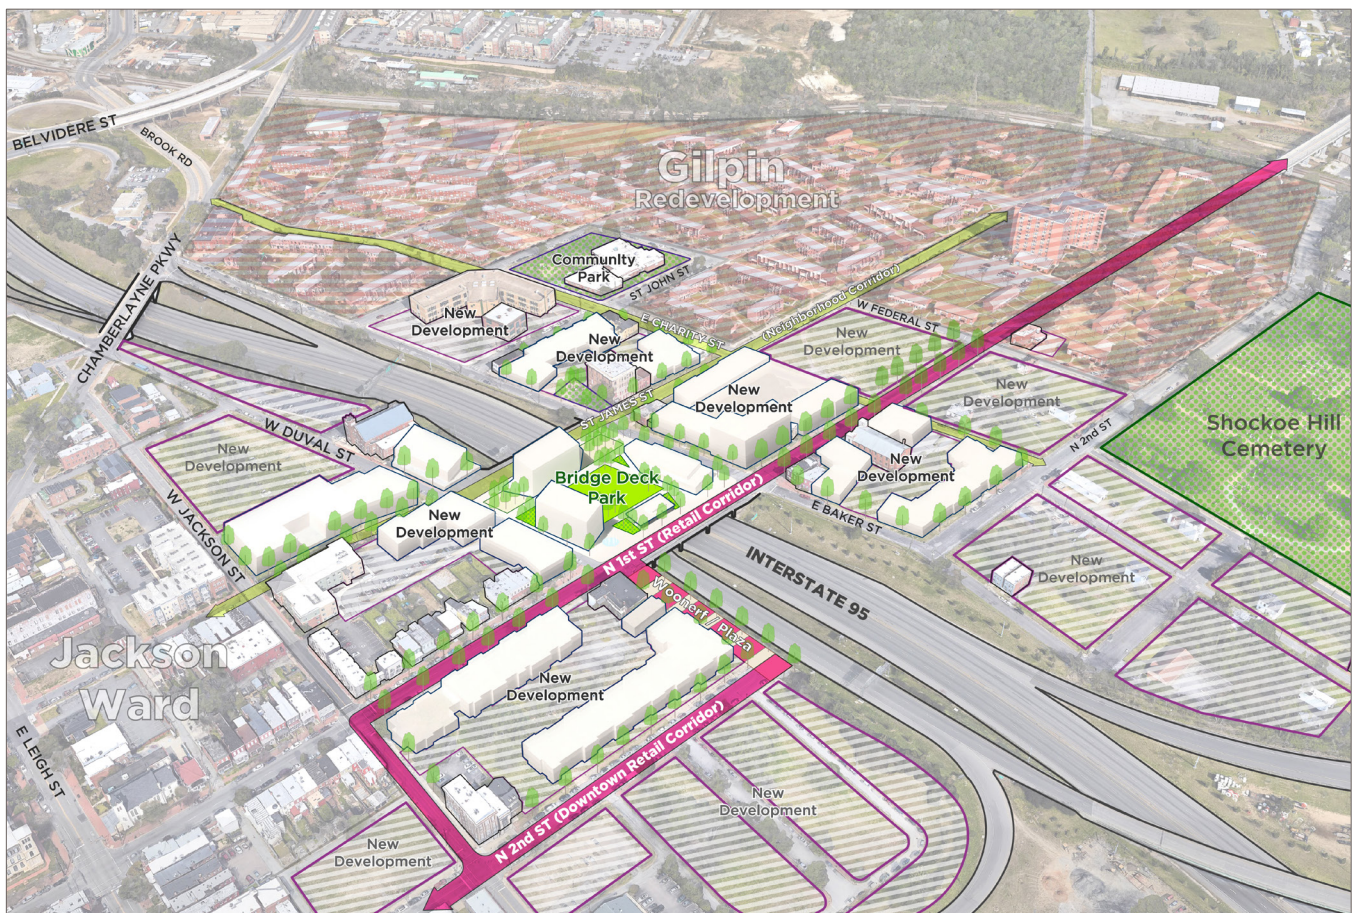 NASH
BELVIDERE ST
BROOK RD
Gilpin
Redevelopment
CHAMBERLAYNE PKWY
Community
Park
ST JOHN ST
New
Development
E CHARITY ST
(Neighborhood Corridor)
W FEDERAL ST
New
Development
New
Development
New
Development
New
Development
ST JAMES ST
N 2nd ST
Shockoe Hill
Cemetery
W DUVAL ST
New
Development
Bridge Deck
Park
New
Development
W JACKSON ST
New
Development
N 1st ST (Retail Corridor)
E BAKER ST
INTERSTATE 95
New
Development
Woonerf / Plaza
Jackson
Ward
New
Development
E LEIGH ST
N 2nd ST (Downtown Retail Corridor)
New
Development
New
Development